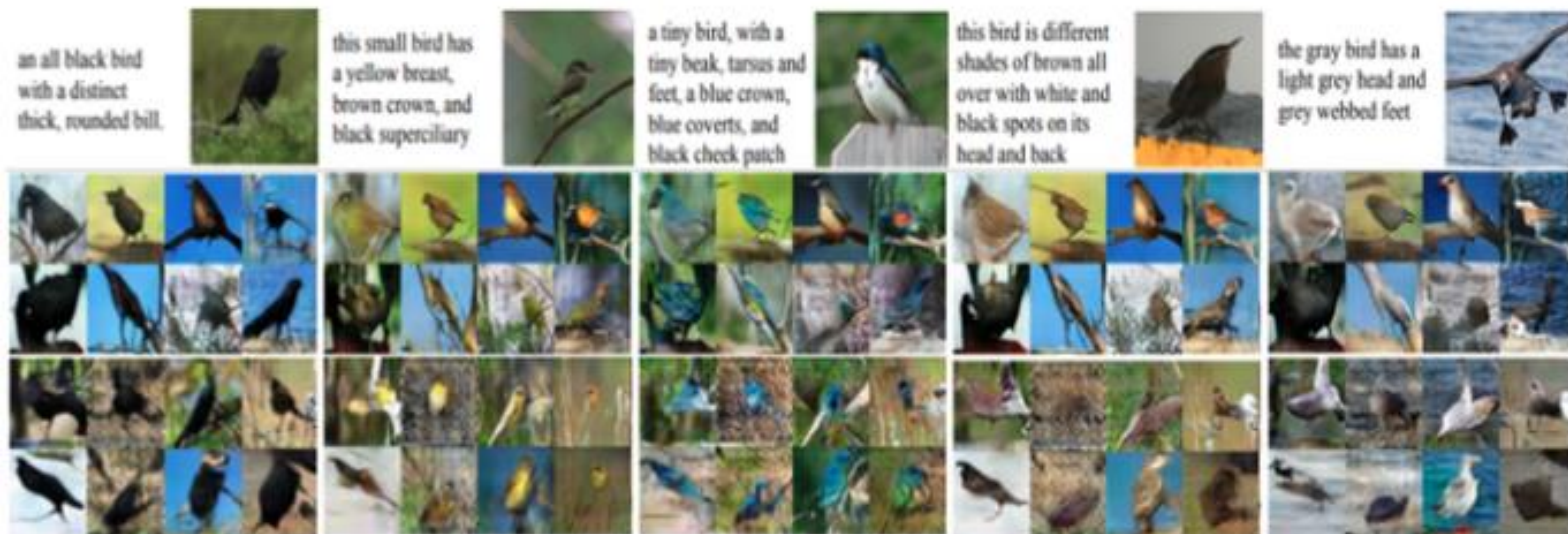 an all black bird
with a distinct
thick, rounded bill.
this small bird has
a yellow breast,
brown crown, and
black superciliary
a tiny bird, with a
tiny beak, tarsus and
feet, a blue crown,
blue coverts, and
black cheek patch
this bird is different
shades of brown all
over with white and
black spots on its
head and back
the gray bird has a
light grey head and
grey webbed feet